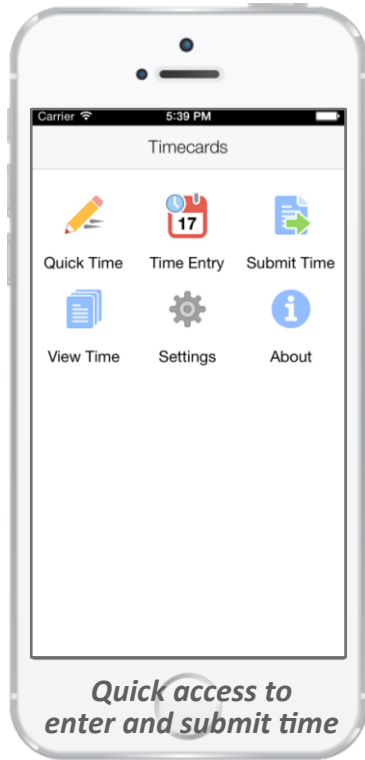 Carrier 5:39 PM
Timecards
17
Quick Time Time Entry Submit Time
View Time Settings About
Quick access to
enter and submit time